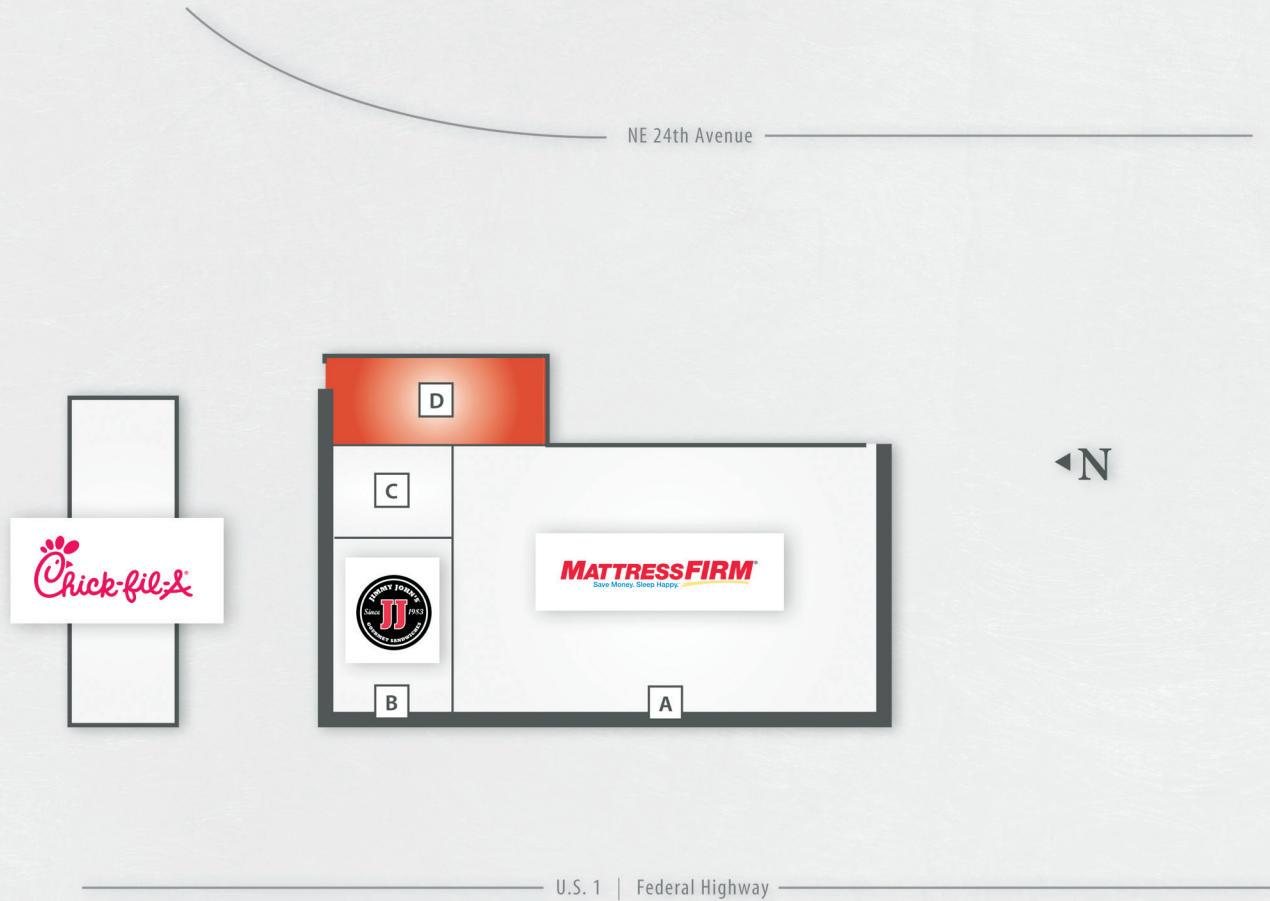 NE 24th Avenue
D
C
N
Chick-fil-A
MATTRESSFIRM®
Save Money. Sleep Happy.
JIMMY JOHN'S
Since JJ 1983
GOURMET SANDWICHES
B
A
U.S. 1 | Federal Highway